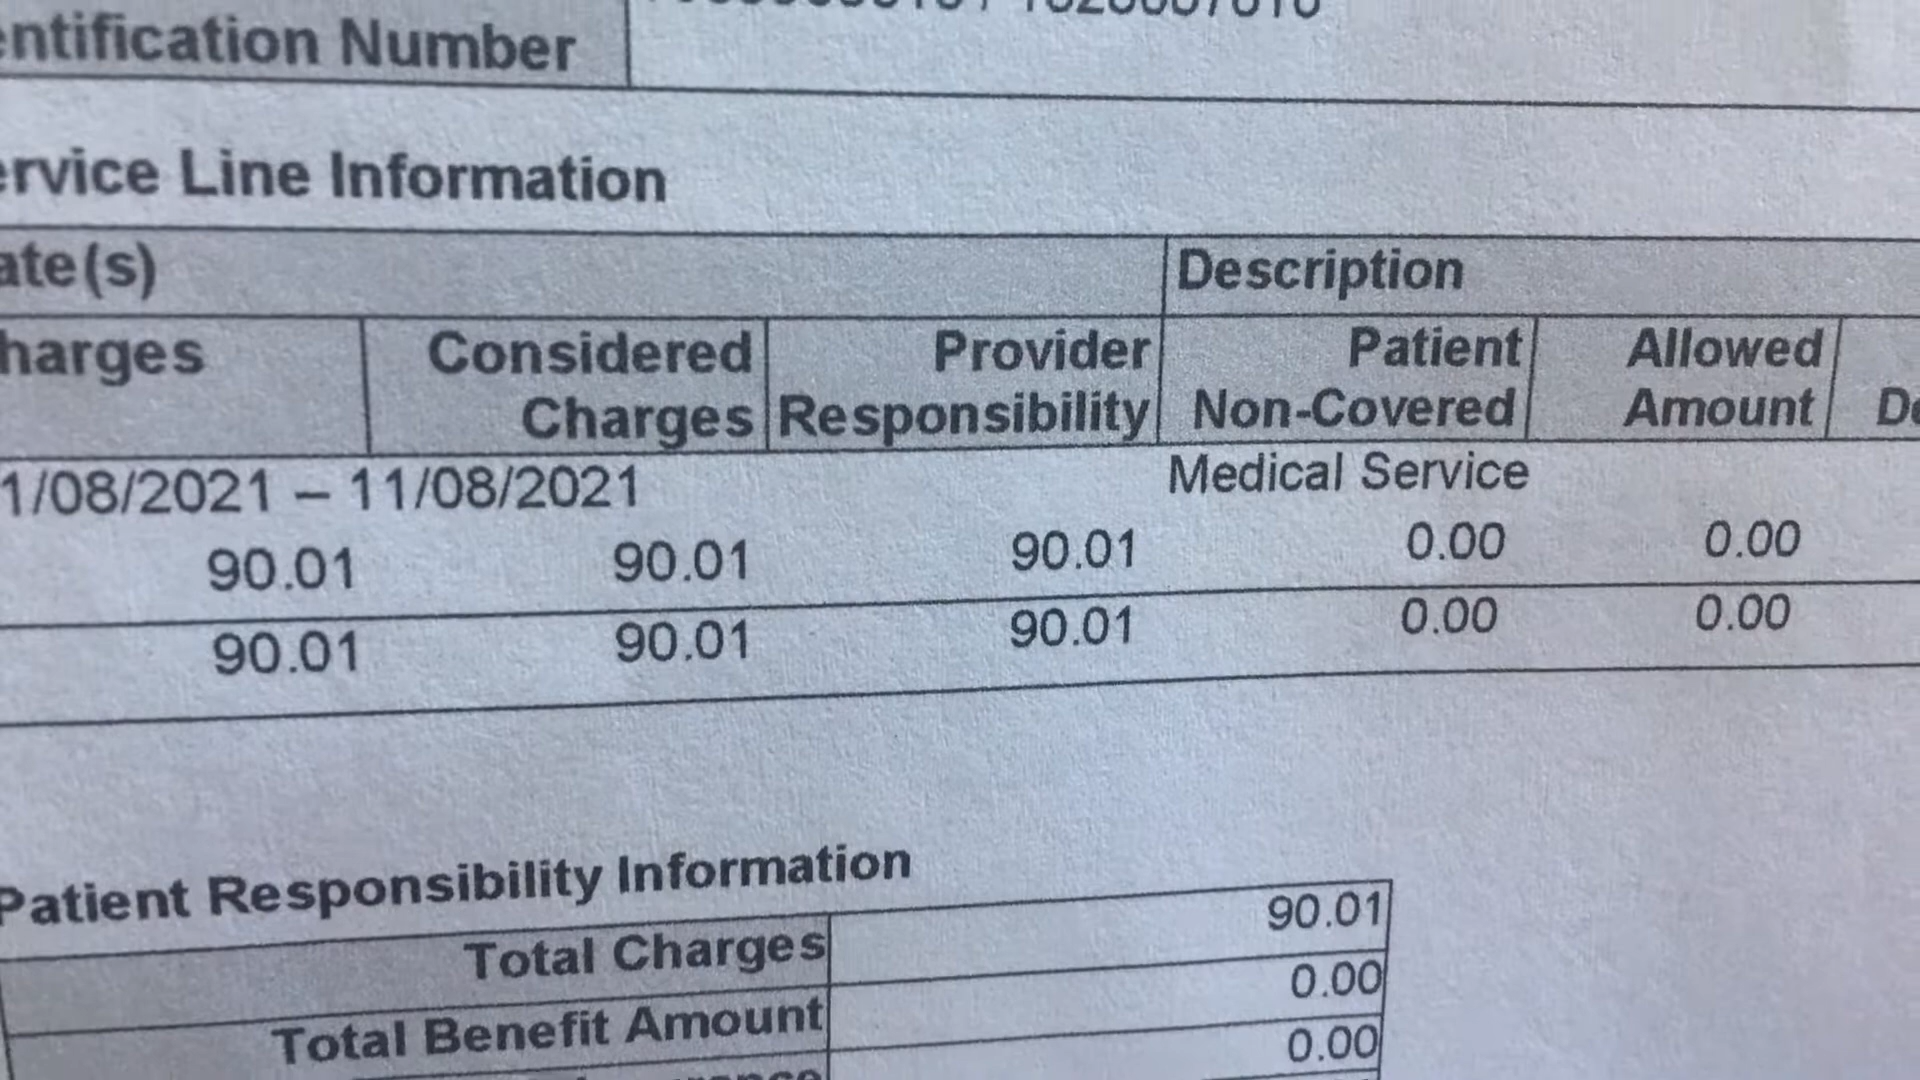 entification Number
ervice Line Information
ate(s) Description
harges Considered Charges Provider Responsibility Patient Non-Covered Allowed Amount
1/08/2021 – 11/08/2021 Medical Service
90.01 90.01 90.01 0.00 0.00
90.01 90.01 90.01 0.00 0.00
Patient Responsibility Information
Total Charges 90.01
Total Benefit Amount 0.00
0.00